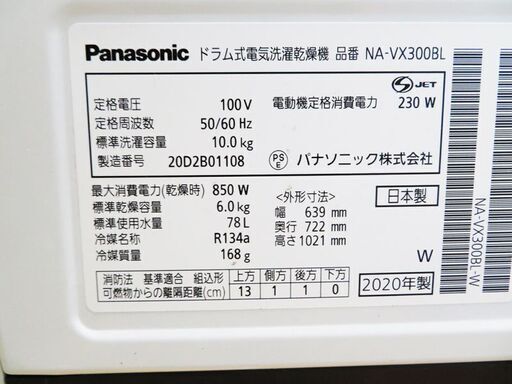 Panasonic ドラム式電気洗濯乾燥機 品番 NA-VX300BL
定格電圧 100 V
定格周波数 50/60 Hz
標準洗濯容量 10.0 kg
製造番号 20D2B01108
S JET
電動機定格消費電力 230 W
PS E パナソニック株式会社
最大消費電力(乾燥時) 850 W
標準乾燥容量 6.0 kg
標準使用水量 78 L
冷媒名称 R134a
冷媒質量 168 g
<外形寸法>
幅 639 mm
奥行 722 mm
高さ 1021 mm
日本製
W
消防法 基準適合 組込形 上方 側方 後方 下方
可燃物からの離隔距離(cm) 13 1 1 0
2020年製
NA-VX300BL-W